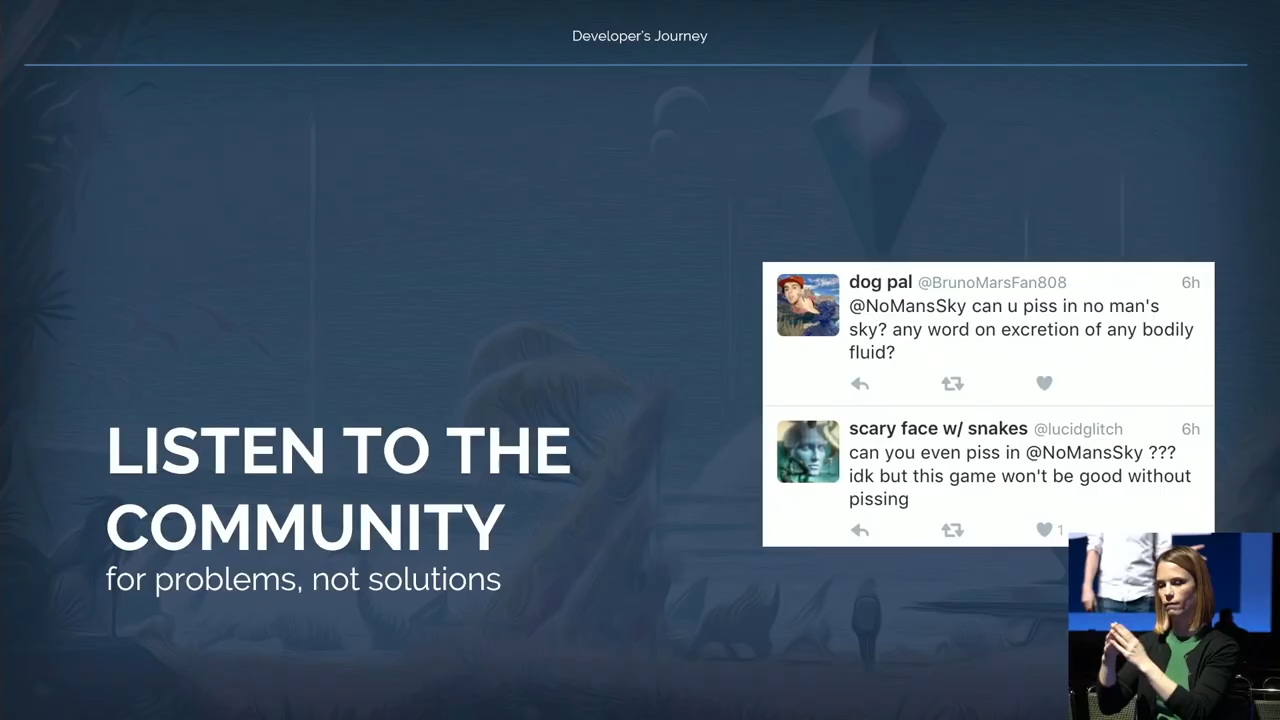 Developer's Journey
LISTEN TO THE
COMMUNITY
for problems, not solutions
dog pal @BrunoMarsFan808 6h
@NoMansSky can u piss in no man's
sky? any word on excretion of any bodily
fluid?
scary face w/ snakes @lucidglitch 6h
can you even piss in @NoMansSky ???
idk but this game won't be good without
pissing
1